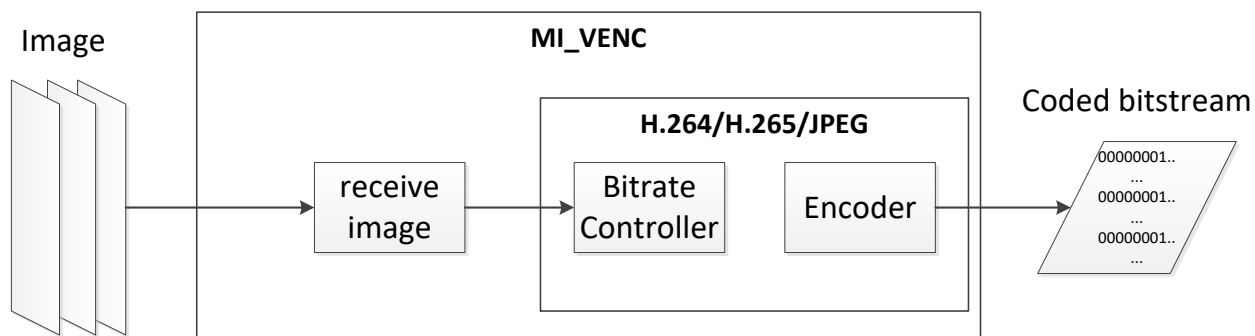 Image
MI_VENC
H.264/H.265/JPEG
receive
image
Bitrate
Controller
Encoder
Coded bitstream
00000001..
...
00000001..
...
00000001..
...